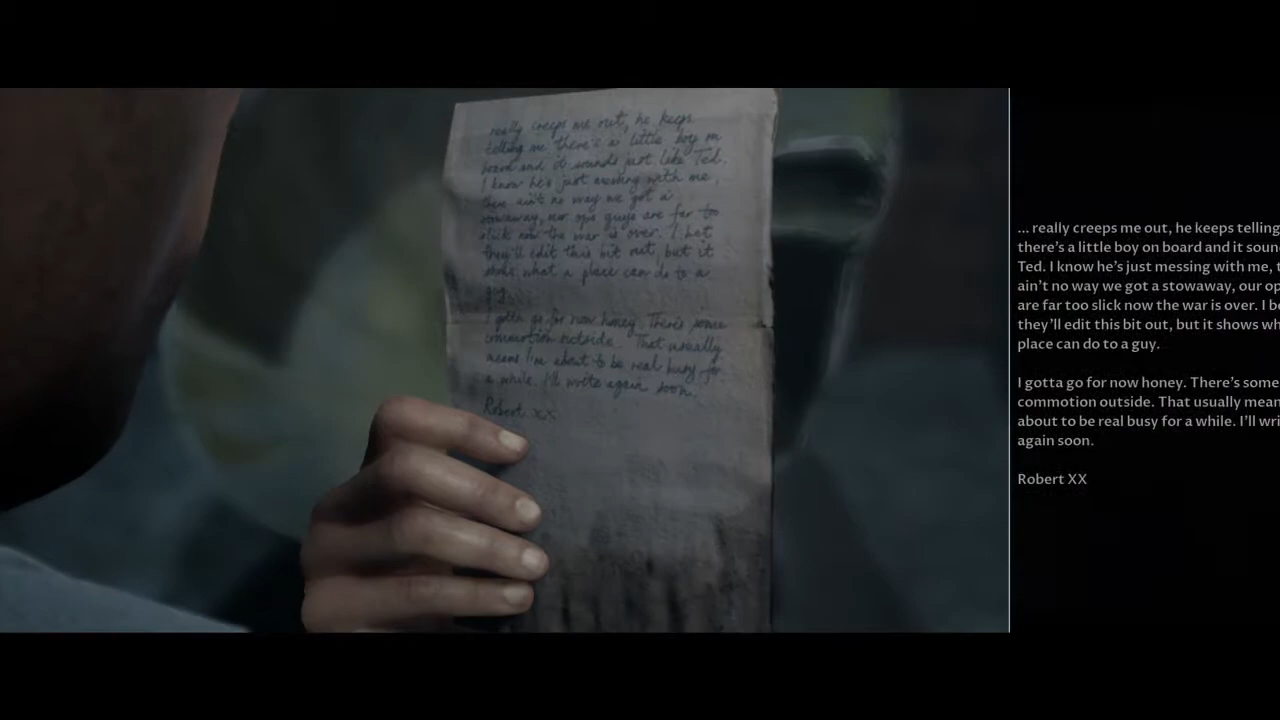 really creeps me out, he keeps
telling me there's a little boy on
board and it sounds just like Ted.
I know he's just messing with me,
there ain't no way we got a
stowaway, our ops guys are far too
slick now the war is over. I bet
they'll edit this bit out, but it
shows what a place can do to a
guy.
I gotta go for now honey. There's some
commotion outside. That usually
means I'm about to be real busy for
a while. I'll write again soon.
Robert xx
... really creeps me out, he keeps telling
there's a little boy on board and it soun
Ted. I know he's just messing with me, t
ain't no way we got a stowaway, our op
are far too slick now the war is over. I be
they'll edit this bit out, but it shows wh
place can do to a guy.
I gotta go for now honey. There's some
commotion outside. That usually mean
about to be real busy for a while. I'll wri
again soon.
Robert XX